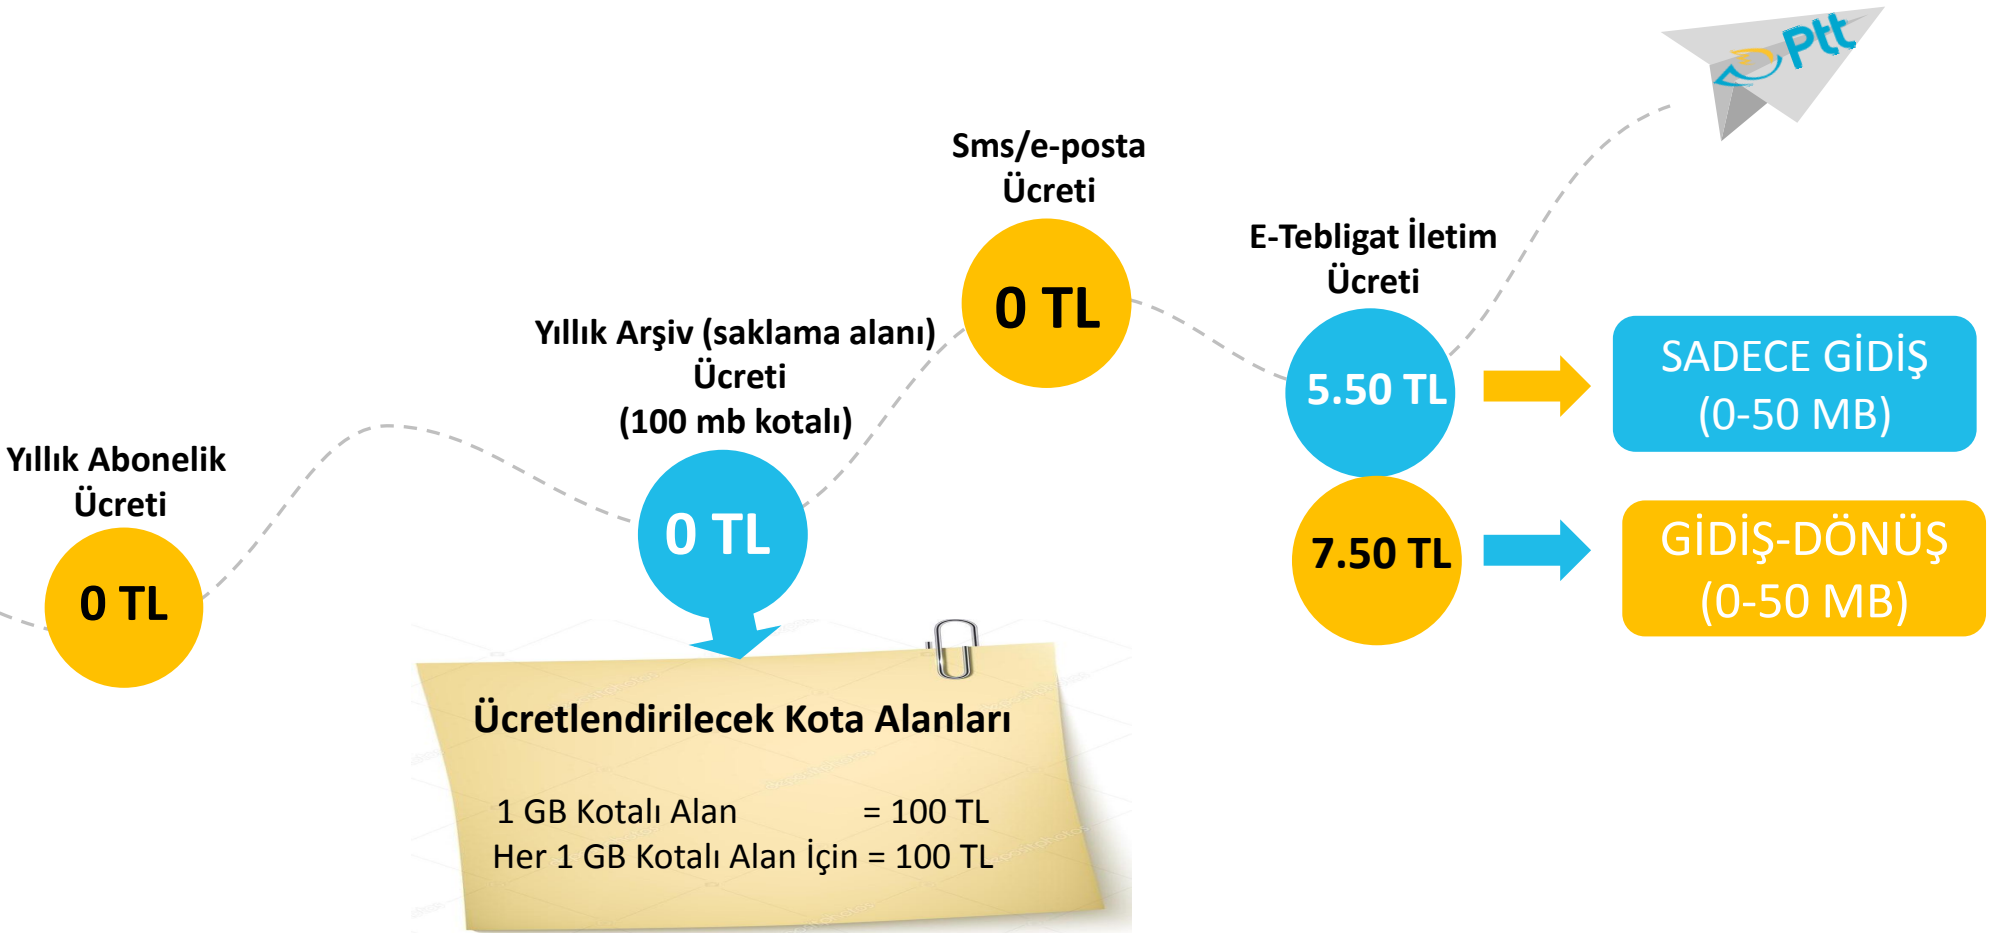 Ptt
Sms/e-posta
Ücreti
0 TL
E-Tebligat İletim
Ücreti
5.50 TL
SADECE GİDİŞ
(0-50 MB)
7.50 TL
GİDİŞ-DÖNÜŞ
(0-50 MB)
Yıllık Arşiv (saklama alanı)
Ücreti
(100 mb kotalı)
0 TL
Yıllık Abonelik
Ücreti
0 TL
Ücretlendirilecek Kota Alanları
1 GB Kotalı Alan = 100 TL
Her 1 GB Kotalı Alan İçin = 100 TL